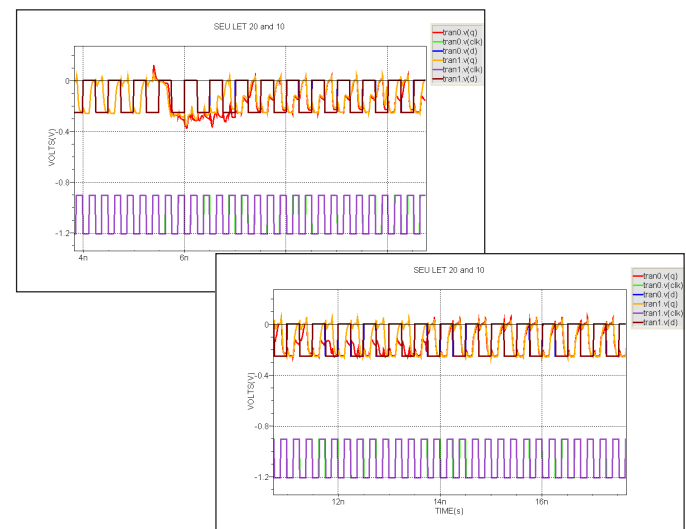 SEU LET 20 and 10
tran0.v(q)
tran0.v(clk)
tran0.v(d)
tran1.v(q)
tran1.v(clk)
tran1.v(d)
VOLTS(V)
0
-0.4
-0.8
-1.2
4n
6n
SEU LET 20 and 10
tran0.v(q)
tran0.v(clk)
tran0.v(d)
tran1.v(q)
tran1.v(clk)
tran1.v(d)
VOLTS(V)
0
-0.4
-0.8
-1.2
12n
14n
16n
TIME(s)